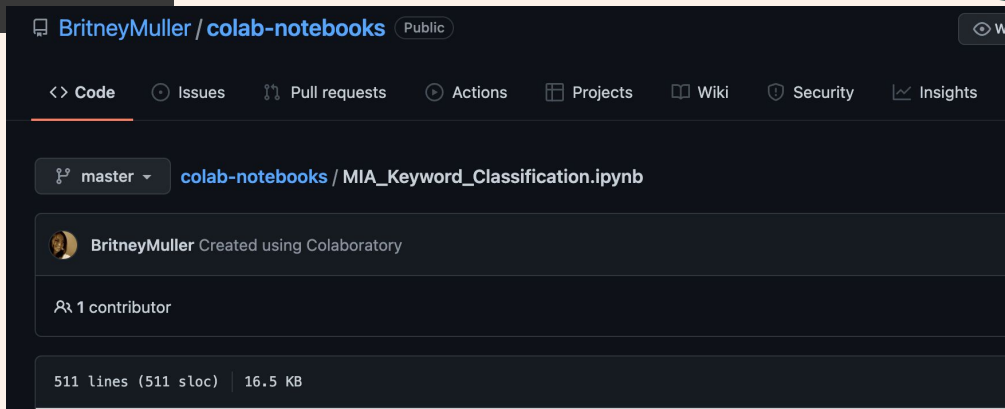 BritneyMuller / colab-notebooks Public W
Code Issues Pull requests Actions Projects Wiki Security Insights
master colab-notebooks / MIA_Keyword_Classification.ipynb
BritneyMuller Created using Colaboratory
1 contributor
511 lines (511 sloc) 16.5 KB